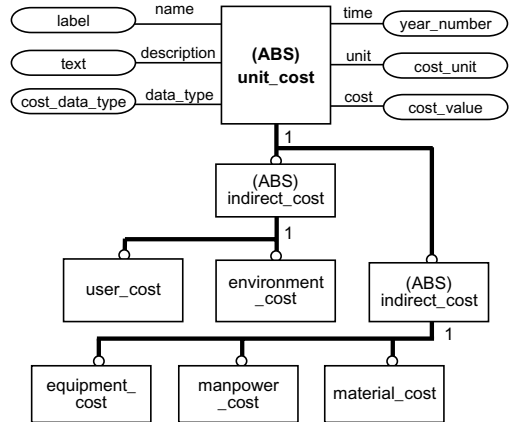 label
name
(ABS)
unit_cost
time
year_number
text
description
unit
cost_unit
cost_data_type
data_type
cost
cost_value
1
(ABS)
indirect_cost
1
user_cost
environment
_cost
(ABS)
indirect_cost
1
equipment_
cost
manpower
_cost
material_cost